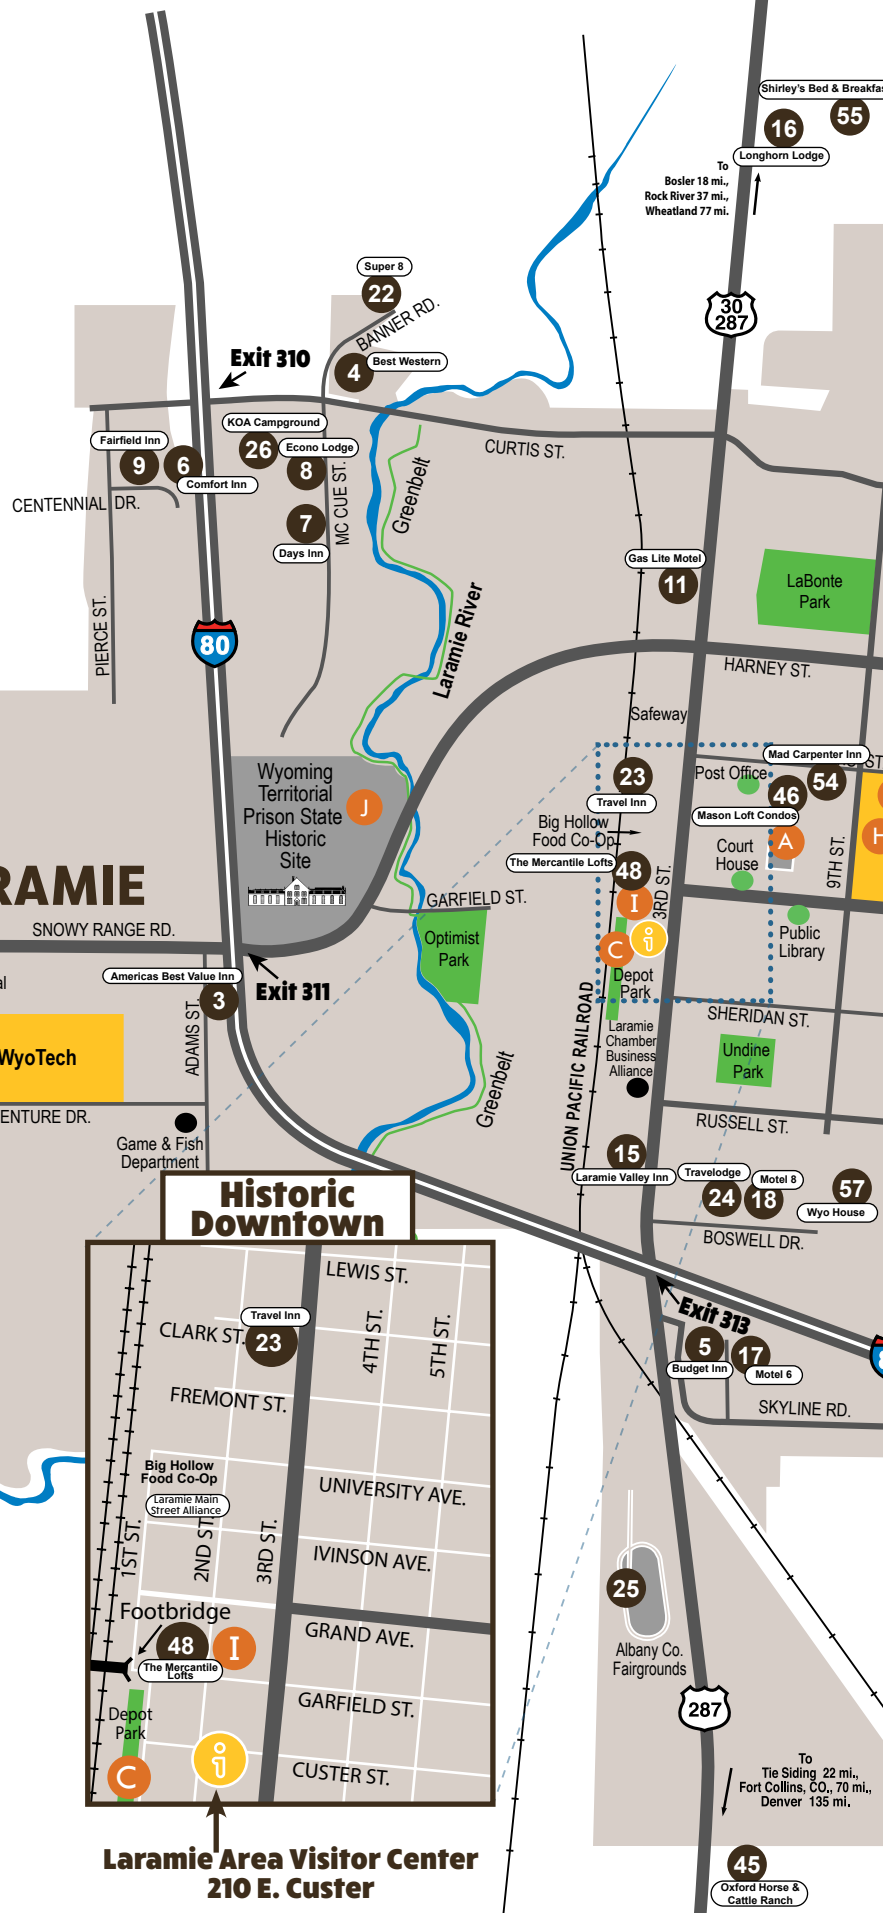 Shirley's Bed & Breakfas
55
16
Longhorn Lodge
To
Bosler 18 mi.,
Rock River 37 mi.,
Wheatland 77 mi.
30
287
Super 8
22
BANNER RD.
Best Western
4
Exit 310
KOA Campground
26
Econo Lodge
8
Fairfield Inn
9
6
Comfort Inn
CENTENNIAL DR.
7
Days Inn
MC CUE ST.
CURTIS ST.
Greenbelt
Gas Lite Motel
11
LaBonte
Park
PIERCE ST.
80
Laramie River
HARNEY ST.
Safeway
Wyoming
Territorial
Prison State
Historic
Site
J
23
Travel Inn
Post Office
Mad Carpenter Inn
54
ST
46
Mason Loft Condos
Big Hollow
Food Co-Op
The Mercantile Lofts
48
A
H
Court
House
9TH ST.
3RD ST.
I
C
i
Depot
Park
Public
Library
RAMIE
GARFIELD ST.
SNOWY RANGE RD.
Optimist
Park
al
Americas Best Value Inn
3
Exit 311
ADAMS ST.
WyoTech
ENTURE DR.
Game & Fish
Department
Greenbelt
UNION PACIFIC RAILROAD
SHERIDAN ST.
Laramie
Chamber
Business
Alliance
Undine
Park
RUSSELL ST.
15
Laramie Valley Inn
Travelodge
24
Motel 8
18
57
Wyo House
BOSWELL DR.
Exit 313
5
Budget Inn
17
Motel 6
8
SKYLINE RD.
Historic
Downtown
LEWIS ST.
Travel Inn
23
CLARK ST.
4TH ST.
5TH ST.
FREMONT ST.
Big Hollow
Food Co-Op
Laramie Main
Street Alliance
UNIVERSITY AVE.
1ST ST.
2ND ST.
3RD ST.
IVINSON AVE.
Footbridge
48
The Mercantile
Lofts
I
GRAND AVE.
GARFIELD ST.
Depot
Park
C
i
CUSTER ST.
Laramie Area Visitor Center
210 E. Custer
25
Albany Co.
Fairgrounds
287
To
Tie Siding 22 mi.,
Fort Collins, CO., 70 mi.,
Denver 135 mi.
45
Oxford Horse &
Cattle Ranch